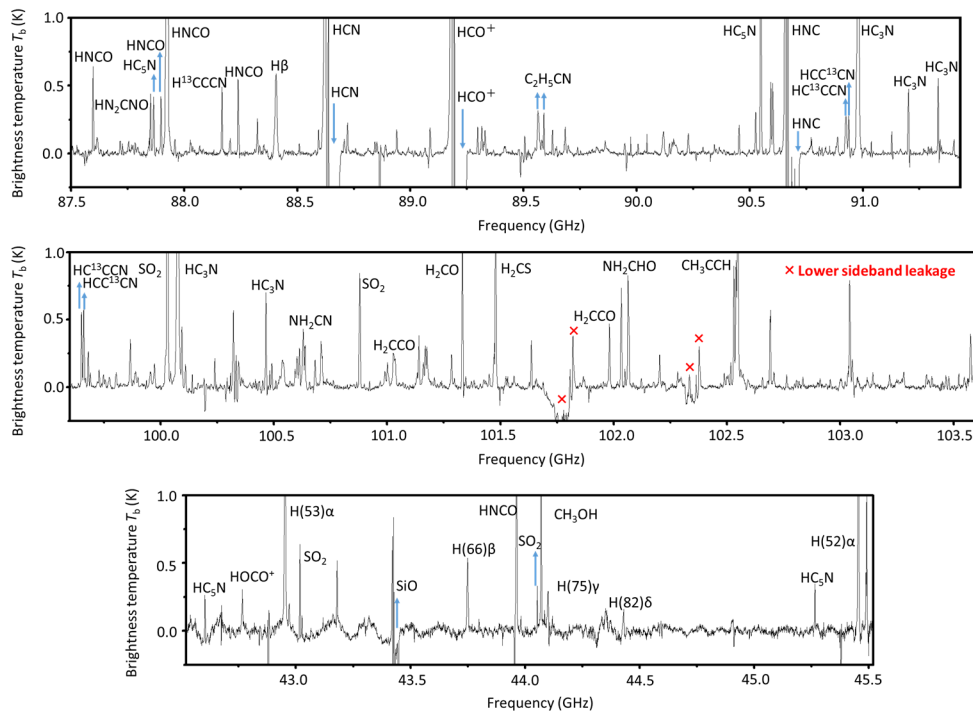 Brightness temperature Tb (K)
1.0
0.5
0.0
HNCO
HN₂CNO
HC₅N
HNCO
HNCO
H¹³CCCN
HNCO
Hβ
HCN
HCN
HCO⁺
HCO⁺
C₂H₅CN
HC₅N
HNC
HNC
HC₃N
HCC¹³CN
HC¹³CCN
HC₃N
HC₃N
87.5 88.0 88.5 89.0 89.5 90.0 90.5 91.0
Frequency (GHz)
Brightness temperature Tb (K)
1.0
0.5
0.0
HC¹³CCN
HCC¹³CN
SO₂
HC₃N
HC₃N
NH₂CN
SO₂
H₂CCO
H₂CO
H₂CS
H₂CCO
NH₂CHO
CH₃CCH
× Lower sideband leakage
100.0 100.5 101.0 101.5 102.0 102.5 103.0 103.5
Frequency (GHz)
Brightness temperature Tb (K)
1.0
0.5
0.0
HC₅N
HOCO⁺
H(53)α
SO₂
SiO
H(66)β
HNCO
SO₂
CH₃OH
H(75)γ
H(82)δ
HC₅N
H(52)α
43.0 43.5 44.0 44.5 45.0 45.5
Frequency (GHz)